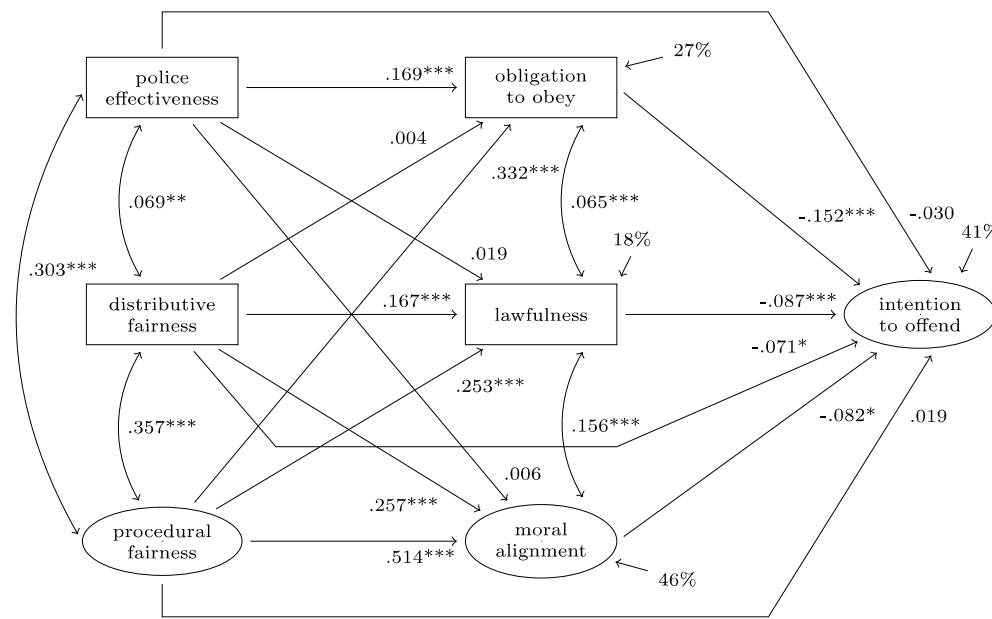 27%
police
effectiveness
.169***
obligation
to obey
.004
.332***
.069**
.065***
-.152***
-.030
41%
18%
.303***
.019
distributive
fairness
.167***
lawfulness
-.087***
intention
to offend
-.071*
.253***
.357***
.156***
-.082*
.019
.006
.257***
procedural
fairness
.514***
moral
alignment
46%